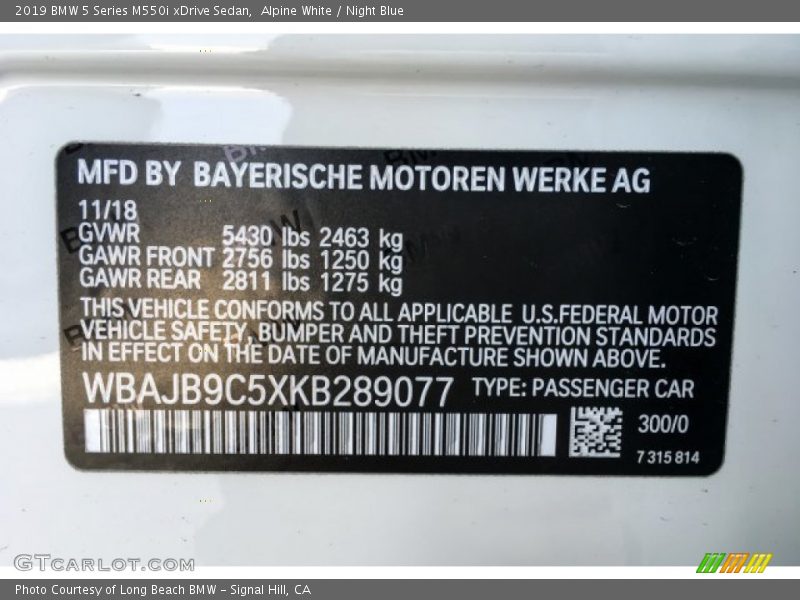 2019 BMW 5 Series M550i xDrive Sedan,  Alpine White / Night Blue
MFD BY BAYERISCHE MOTOREN WERKE AG
11/18
GVWR 5430 lbs 2463 kg
GAWR FRONT 2756 lbs 1250 kg
GAWR REAR 2811 lbs 1275 kg
THIS VEHICLE CONFORMS TO ALL APPLICABLE U.S.FEDERAL MOTOR
VEHICLE SAFETY, BUMPER AND THEFT PREVENTION STANDARDS
IN EFFECT ON THE DATE OF MANUFACTURE SHOWN ABOVE.
WBAJB9C5XKB289077 TYPE: PASSENGER CAR
300/0
7 315 814
GTCARLOT.COM
Photo Courtesy of Long Beach BMW - Signal Hill, CA